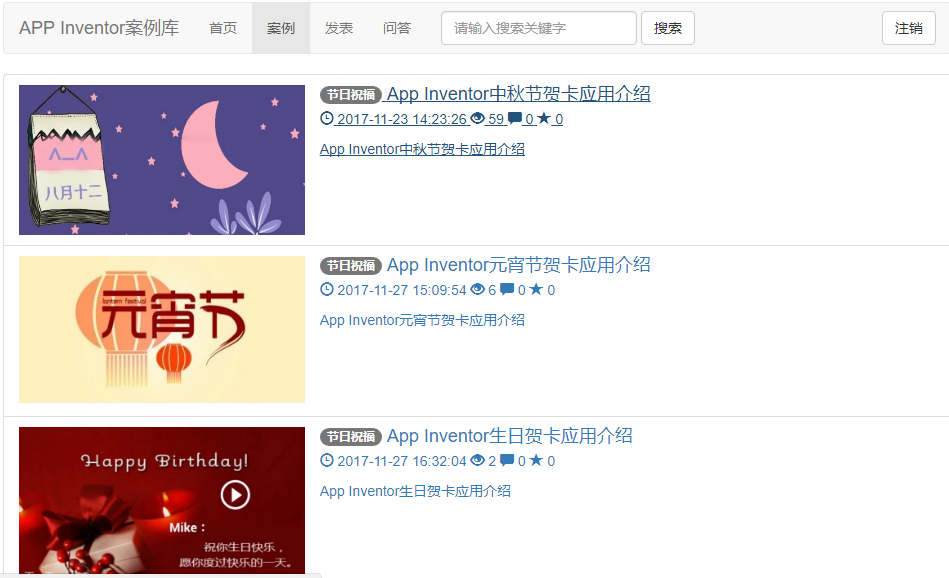 APP Inventor案例库 首页 案例 发表 问答 请输入搜索关键字 搜索 注销
八月十二
节日祝福 App Inventor中秋节贺卡应用介绍
2017-11-23 14:23:26 59 0 0
App Inventor中秋节贺卡应用介绍
lantern festival
元宵节
节日祝福 App Inventor元宵节贺卡应用介绍
2017-11-27 15:09:54 6 0 0
App Inventor元宵节贺卡应用介绍
Happy Birthday!
Mike：
祝你生日快乐，
愿你度过快乐的一天。
节日祝福 App Inventor生日贺卡应用介绍
2017-11-27 16:32:04 2 0 0
App Inventor生日贺卡应用介绍